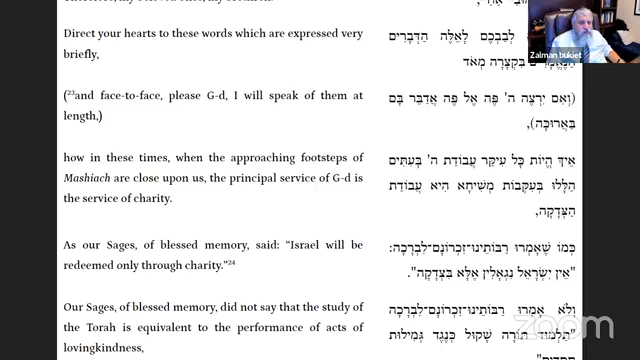 Direct your hearts to these words which are expressed very
briefly,
לְבַבְכֶם לָאֵלֶּה הַדְּבָרִים
בִּקְצָרָה מְאֹד
(²³and face-to-face, please G-d, I will speak of them at
length,)
(וְאִם יִרְצֶה ה' פֶּה אֶל פֶּה אֲדַבֵּר בָּם
בַּאֲרוּכָּה),
how in these times, when the approaching footsteps of
Mashiach are close upon us, the principal service of G-d is
the service of charity.
אֵיךְ הֱיוֹת כָּל עִיקַּר עֲבוֹדַת ה' בָּעִתִּים
הַלָּלוּ בְּעִקְּבוֹת מְשִׁיחָא הִיא עֲבוֹדַת
הַצְּדָקָה,
As our Sages, of blessed memory, said: “Israel will be
redeemed only through charity.”²⁴
כְּמוֹ שֶׁאָמְרוּ רַבּוֹתֵינוּ־זִכְרוֹנָם־לִבְרָכָה:
"אֵין יִשְׂרָאֵל נִגְאָלִין אֶלָּא בִּצְדָקָה".
Our Sages, of blessed memory, did not say that the study of
the Torah is equivalent to the performance of acts of
lovingkindness,
וְלֹא אָמְרוּ רַבּוֹתֵינוּ־זִכְרוֹנָם־לִבְרָכָה
"תַּלְמוּד תּוֹרָה שָׁקוּל כְּנֶגֶד גְּמִילוּת
Zalman bukiet
zoom